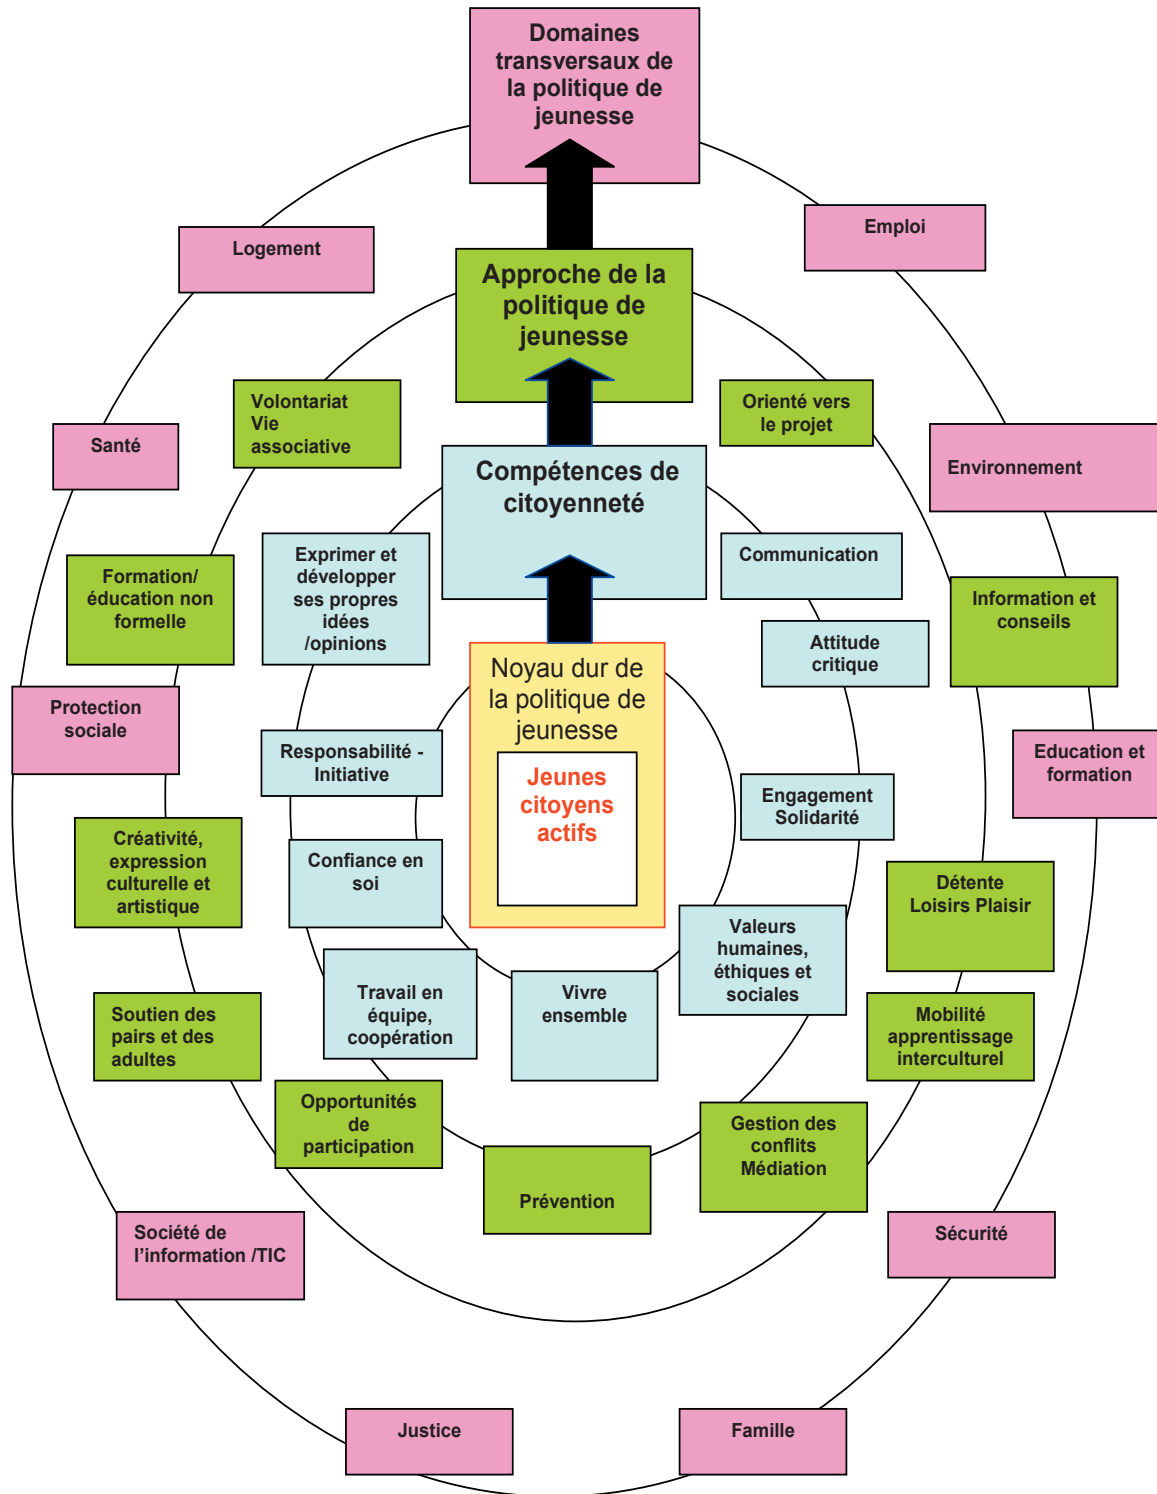 Domaines
transversaux de
la politique de
jeunesse
Logement
Emploi
Approche de la
politique de
jeunesse
Volontariat
Vie
associative
Orienté vers
le projet
Santé
Environnement
Compétences de
citoyenneté
Exprimer et
développer
ses propres
idées
/opinions
Communication
Formation/
éducation non
formelle
Information et
conseils
Attitude
critique
Noyau dur de
la politique de
jeunesse
Jeunes
citoyens
actifs
Protection
sociale
Responsabilité -
Initiative
Education et
formation
Engagement
Solidarité
Créativité,
expression
culturelle et
artistique
Confiance en
soi
Détente
Loisirs Plaisir
Valeurs
humaines,
éthiques et
sociales
Travail en
équipe,
coopération
Vivre
ensemble
Soutien des
pairs et des
adultes
Mobilité
apprentissage
interculturel
Opportunités
de
participation
Prévention
Gestion des
conflits
Médiation
Société de
l'information /TIC
Sécurité
Justice
Famille